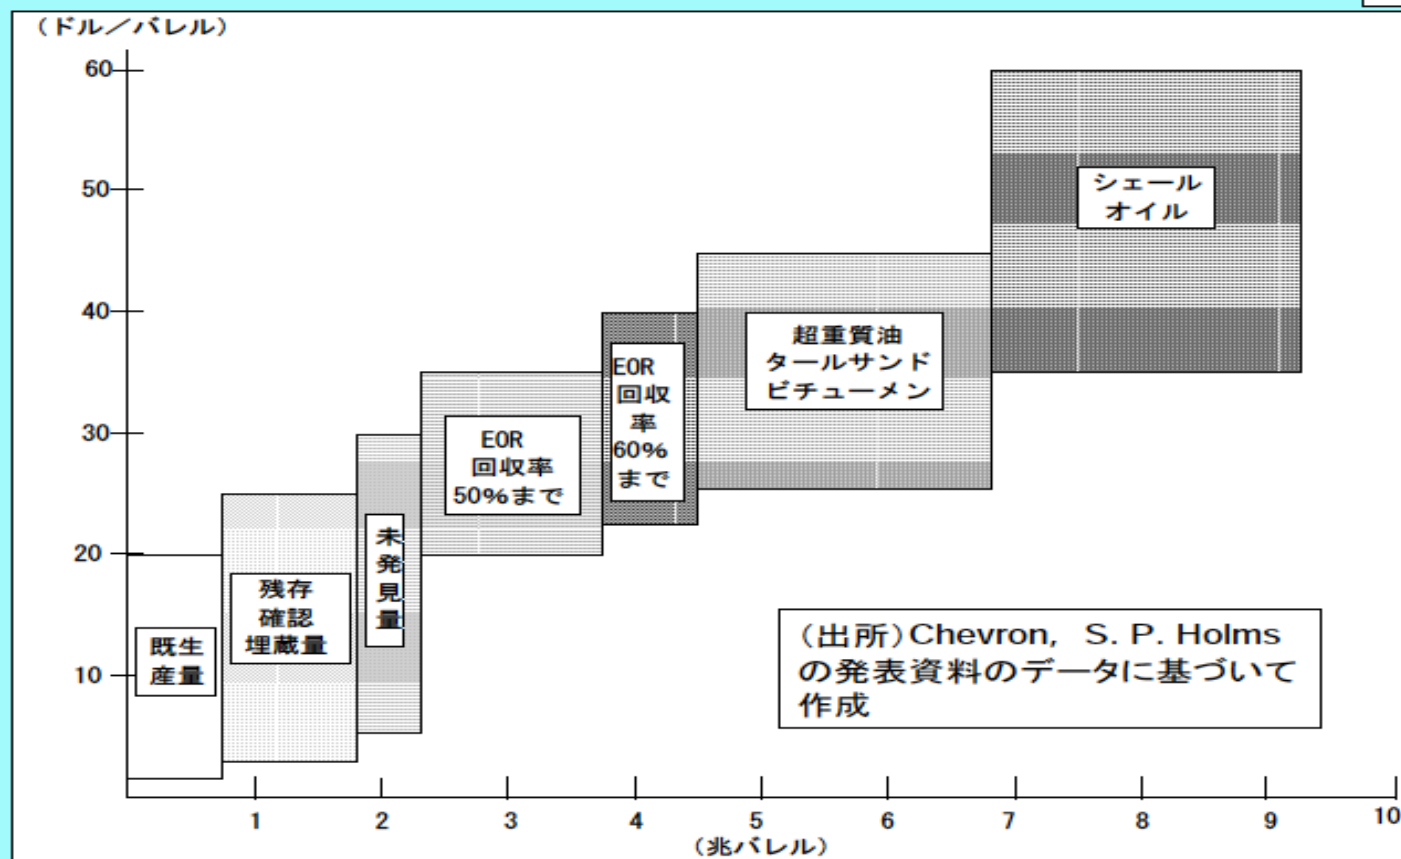 (ドル/バレル)
60
50
40
30
20
10
既生
産量
残存
確認
埋蔵量
未
発
見
量
EOR
回収率
50%まで
EOR
回収
率
60%
まで
超重質油
タールサンド
ビチューメン
シェール
オイル
(出所)Chevron, S. P. Holms
の発表資料のデータに基づいて
作成
1
2
3
4
5
6
7
8
9
10
(兆バレル)